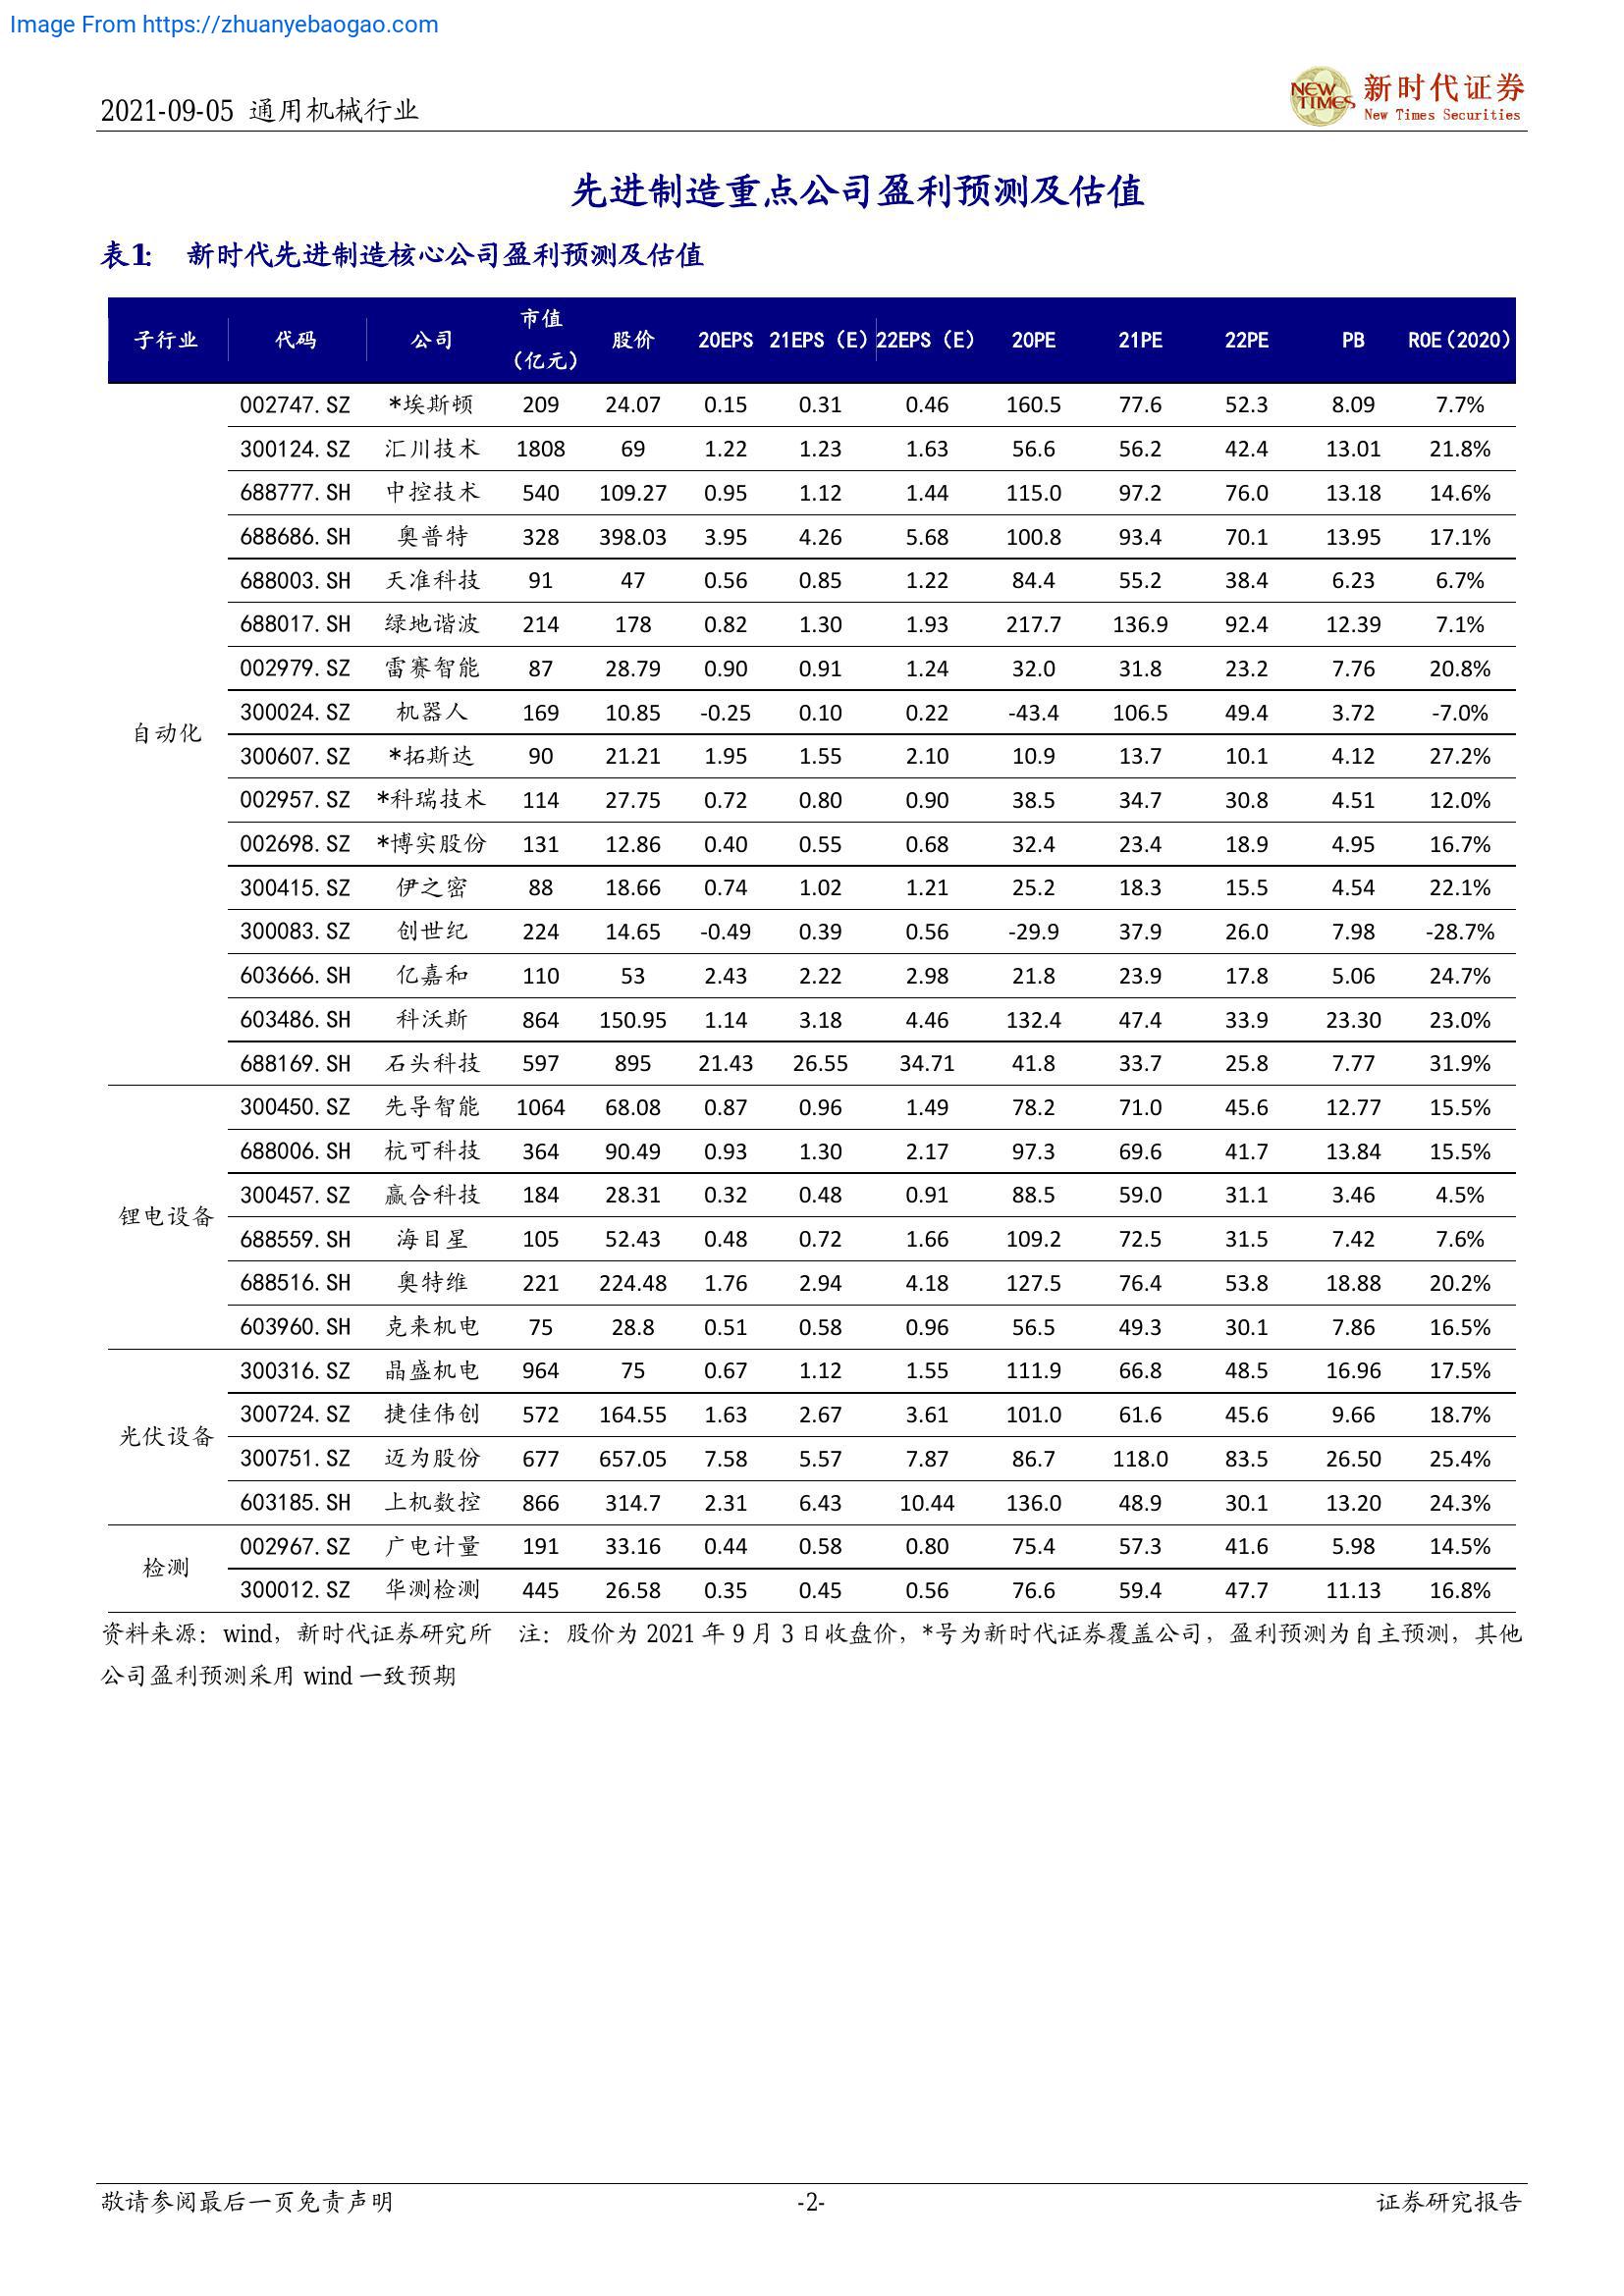 Image From https://zhuanyebaogao.com
2021-09-05 通用机械行业
NEW TIMES 新时代证券
New Times Securities
先进制造重点公司盈利预测及估值
表1: 新时代先进制造核心公司盈利预测及估值
子行业 代码 公司 市值（亿元） 股价 20EPS 21EPS（E） 22EPS（E） 20PE 21PE 22PE PB ROE（2020）
自动化
002747.SZ *埃斯顿 209 24.07 0.15 0.31 0.46 160.5 77.6 52.3 8.09 7.7%
300124.SZ 汇川技术 1808 69 1.22 1.23 1.63 56.6 56.2 42.4 13.01 21.8%
688777.SH 中控技术 540 109.27 0.95 1.12 1.44 115.0 97.2 76.0 13.18 14.6%
688686.SH 奥普特 328 398.03 3.95 4.26 5.68 100.8 93.4 70.1 13.95 17.1%
688003.SH 天准科技 91 47 0.56 0.85 1.22 84.4 55.2 38.4 6.23 6.7%
688017.SH 绿地谐波 214 178 0.82 1.30 1.93 217.7 136.9 92.4 12.39 7.1%
002979.SZ 雷赛智能 87 28.79 0.90 0.91 1.24 32.0 31.8 23.2 7.76 20.8%
300024.SZ 机器人 169 10.85 -0.25 0.10 0.22 -43.4 106.5 49.4 3.72 -7.0%
300607.SZ *拓斯达 90 21.21 1.95 1.55 2.10 10.9 13.7 10.1 4.12 27.2%
002957.SZ *科瑞技术 114 27.75 0.72 0.80 0.90 38.5 34.7 30.8 4.51 12.0%
002698.SZ *博实股份 131 12.86 0.40 0.55 0.68 32.4 23.4 18.9 4.95 16.7%
300415.SZ 伊之密 88 18.66 0.74 1.02 1.21 25.2 18.3 15.5 4.54 22.1%
300083.SZ 创世纪 224 14.65 -0.49 0.39 0.56 -29.9 37.9 26.0 7.98 -28.7%
603666.SH 亿嘉和 110 53 2.43 2.22 2.98 21.8 23.9 17.8 5.06 24.7%
603486.SH 科沃斯 864 150.95 1.14 3.18 4.46 132.4 47.4 33.9 23.30 23.0%
688169.SH 石头科技 597 895 21.43 26.55 34.71 41.8 33.7 25.8 7.77 31.9%
锂电设备
300450.SZ 先导智能 1064 68.08 0.87 0.96 1.49 78.2 71.0 45.6 12.77 15.5%
688006.SH 杭可科技 364 90.49 0.93 1.30 2.17 97.3 69.6 41.7 13.84 15.5%
300457.SZ 赢合科技 184 28.31 0.32 0.48 0.91 88.5 59.0 31.1 3.46 4.5%
688559.SH 海目星 105 52.43 0.48 0.72 1.66 109.2 72.5 31.5 7.42 7.6%
688516.SH 奥特维 221 224.48 1.76 2.94 4.18 127.5 76.4 53.8 18.88 20.2%
603960.SH 克来机电 75 28.8 0.51 0.58 0.96 56.5 49.3 30.1 7.86 16.5%
光伏设备
300316.SZ 晶盛机电 964 75 0.67 1.12 1.55 111.9 66.8 48.5 16.96 17.5%
300724.SZ 捷佳伟创 572 164.55 1.63 2.67 3.61 101.0 61.6 45.6 9.66 18.7%
300751.SZ 迈为股份 677 657.05 7.58 5.57 7.87 86.7 118.0 83.5 26.50 25.4%
603185.SH 上机数控 866 314.7 2.31 6.43 10.44 136.0 48.9 30.1 13.20 24.3%
检测
002967.SZ 广电计量 191 33.16 0.44 0.58 0.80 75.4 57.3 41.6 5.98 14.5%
300012.SZ 华测检测 445 26.58 0.35 0.45 0.56 76.6 59.4 47.7 11.13 16.8%
资料来源：wind，新时代证券研究所 注：股价为 2021 年 9 月 3 日收盘价，*号为新时代证券覆盖公司，盈利预测为自主预测，其他
公司盈利预测采用 wind 一致预期
敬请参阅最后一页免责声明 -2- 证券研究报告